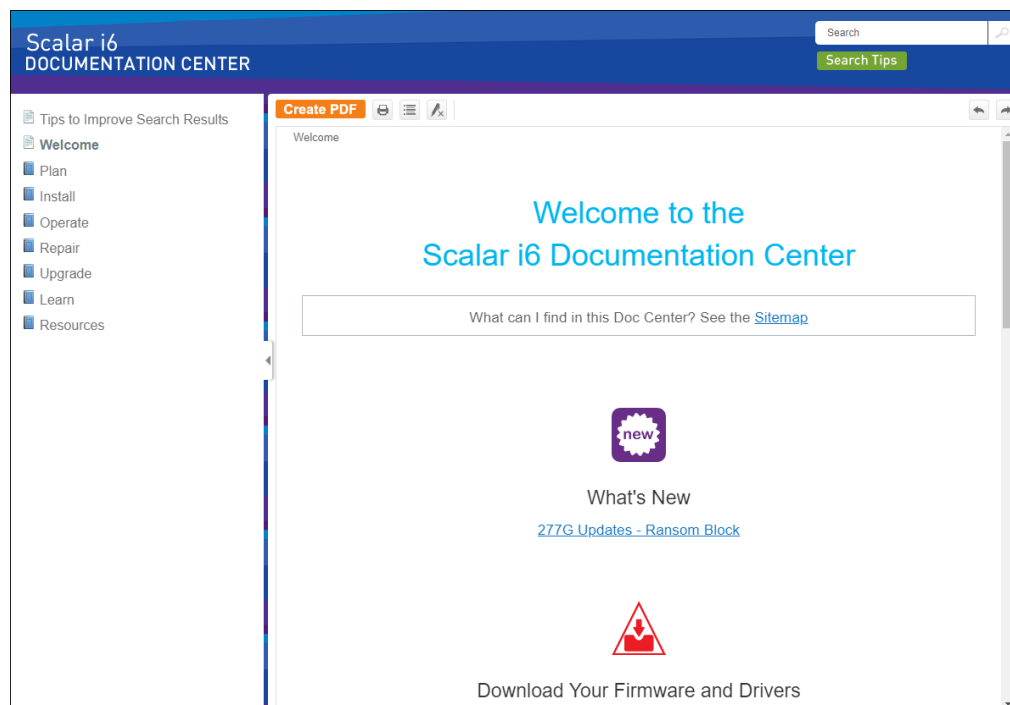 Scalar i6
DOCUMENTATION CENTER
Search
Search Tips
Tips to Improve Search Results
Welcome
Plan
Install
Operate
Repair
Upgrade
Learn
Resources
Create PDF
Welcome
Welcome to the
Scalar i6 Documentation Center
What can I find in this Doc Center? See the Sitemap
new
What's New
277G Updates - Ransom Block
Download Your Firmware and Drivers